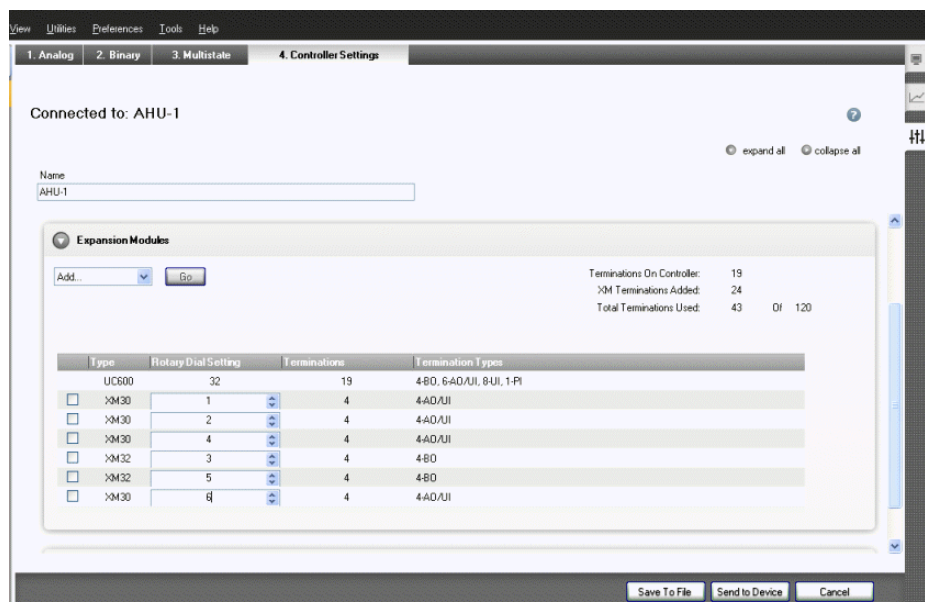 View Utilities Preferences Tools Help
1. Analog 2. Binary 3. Multistate 4. Controller Settings
Connected to: AHU-1
expand all collapse all
Name
AHU-1
Expansion Modules
Add... Go
Terminations On Controller: 19
XM Terminations Added: 24
Total Terminations Used: 43 Of 120
Type Rotary Dial Setting Terminations Termination Types
UC600 32 19 4-BO, 6-AO/UI, 8-UI, 1-PI
XM30 1 4 4-AO/UI
XM30 2 4 4-AO/UI
XM30 4 4 4-AO/UI
XM32 3 4 4-BO
XM32 5 4 4-BO
XM30 6 4 4-AO/UI
Save To File Send to Device Cancel